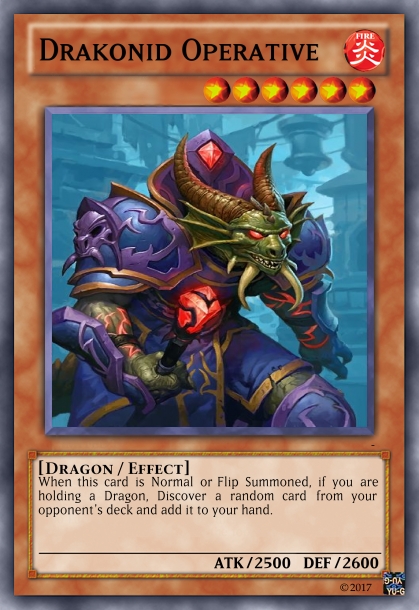 DRAKONID OPERATIVE
FIRE
炎
[DRAGON / EFFECT]
When this card is Normal or Flip Summoned, if you are
holding a Dragon, Discover a random card from your
opponent's deck and add it to your hand.
ATK / 2500 DEF / 2600
©2017